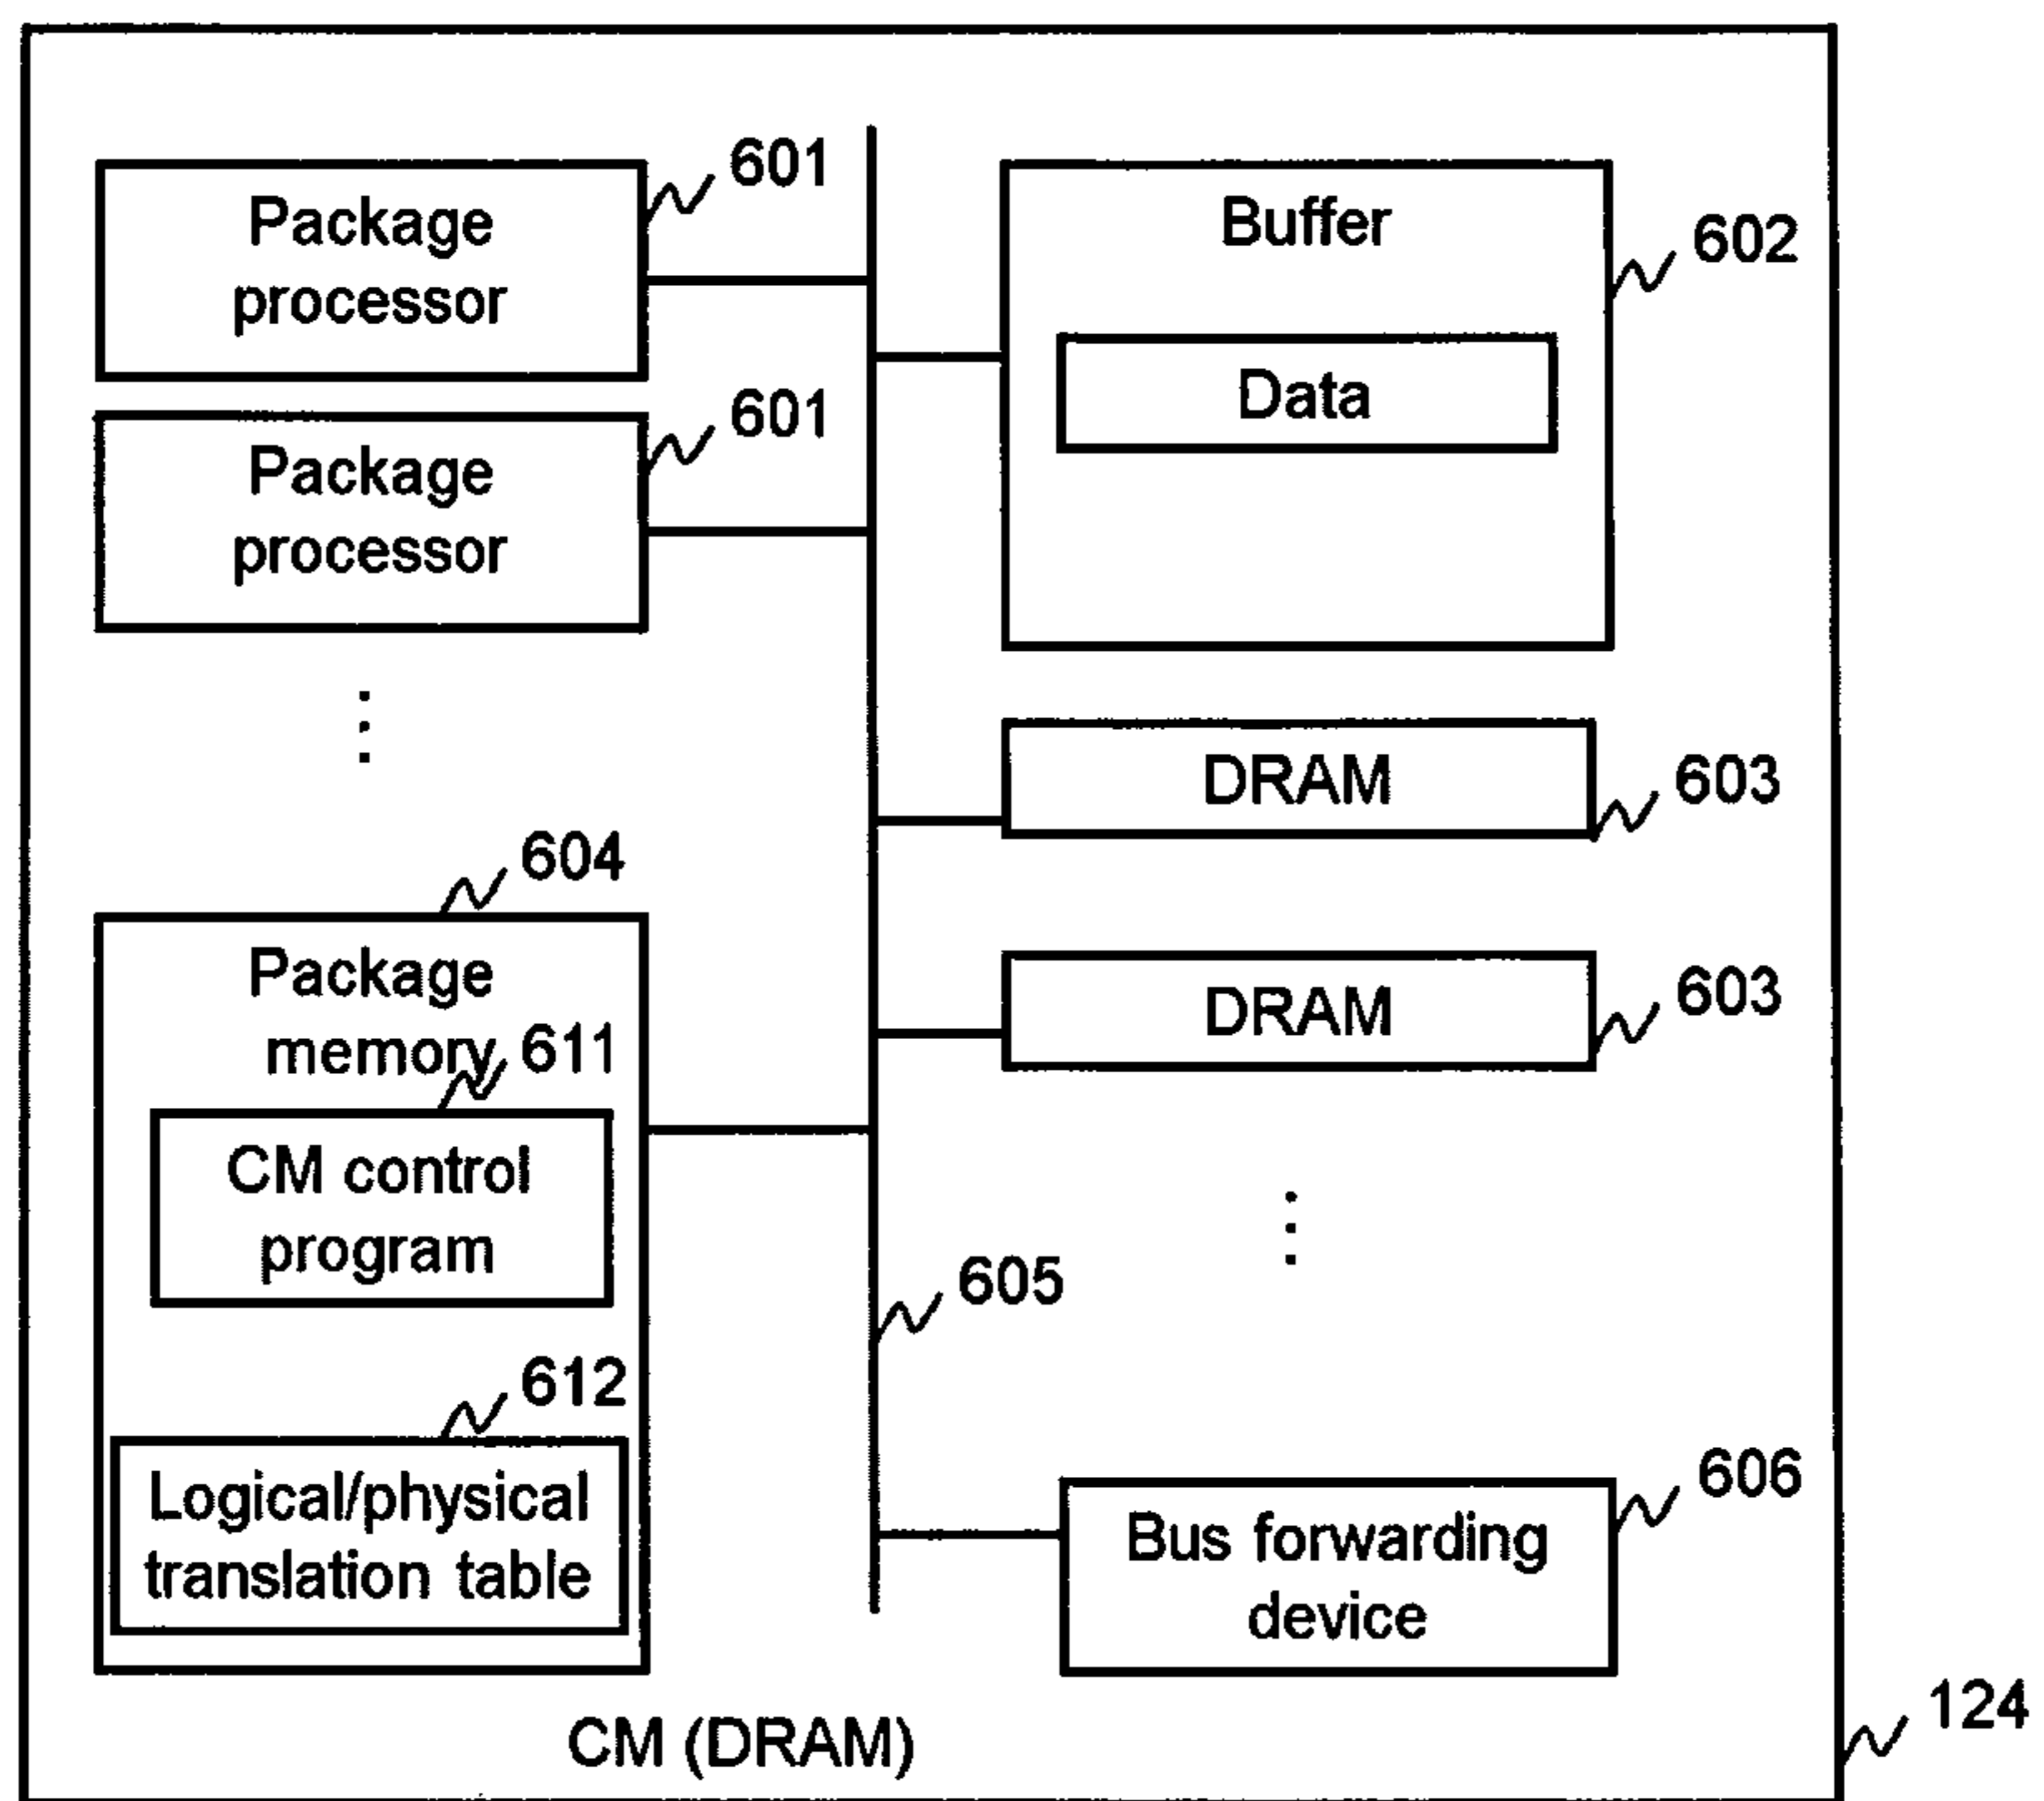 601
Package
processor
601
Package
processor
602
Buffer
Data
DRAM
603
DRAM
603
604
Package
memory
611
CM control
program
605
612
Logical/physical
translation table
606
Bus forwarding
device
CM (DRAM)
124